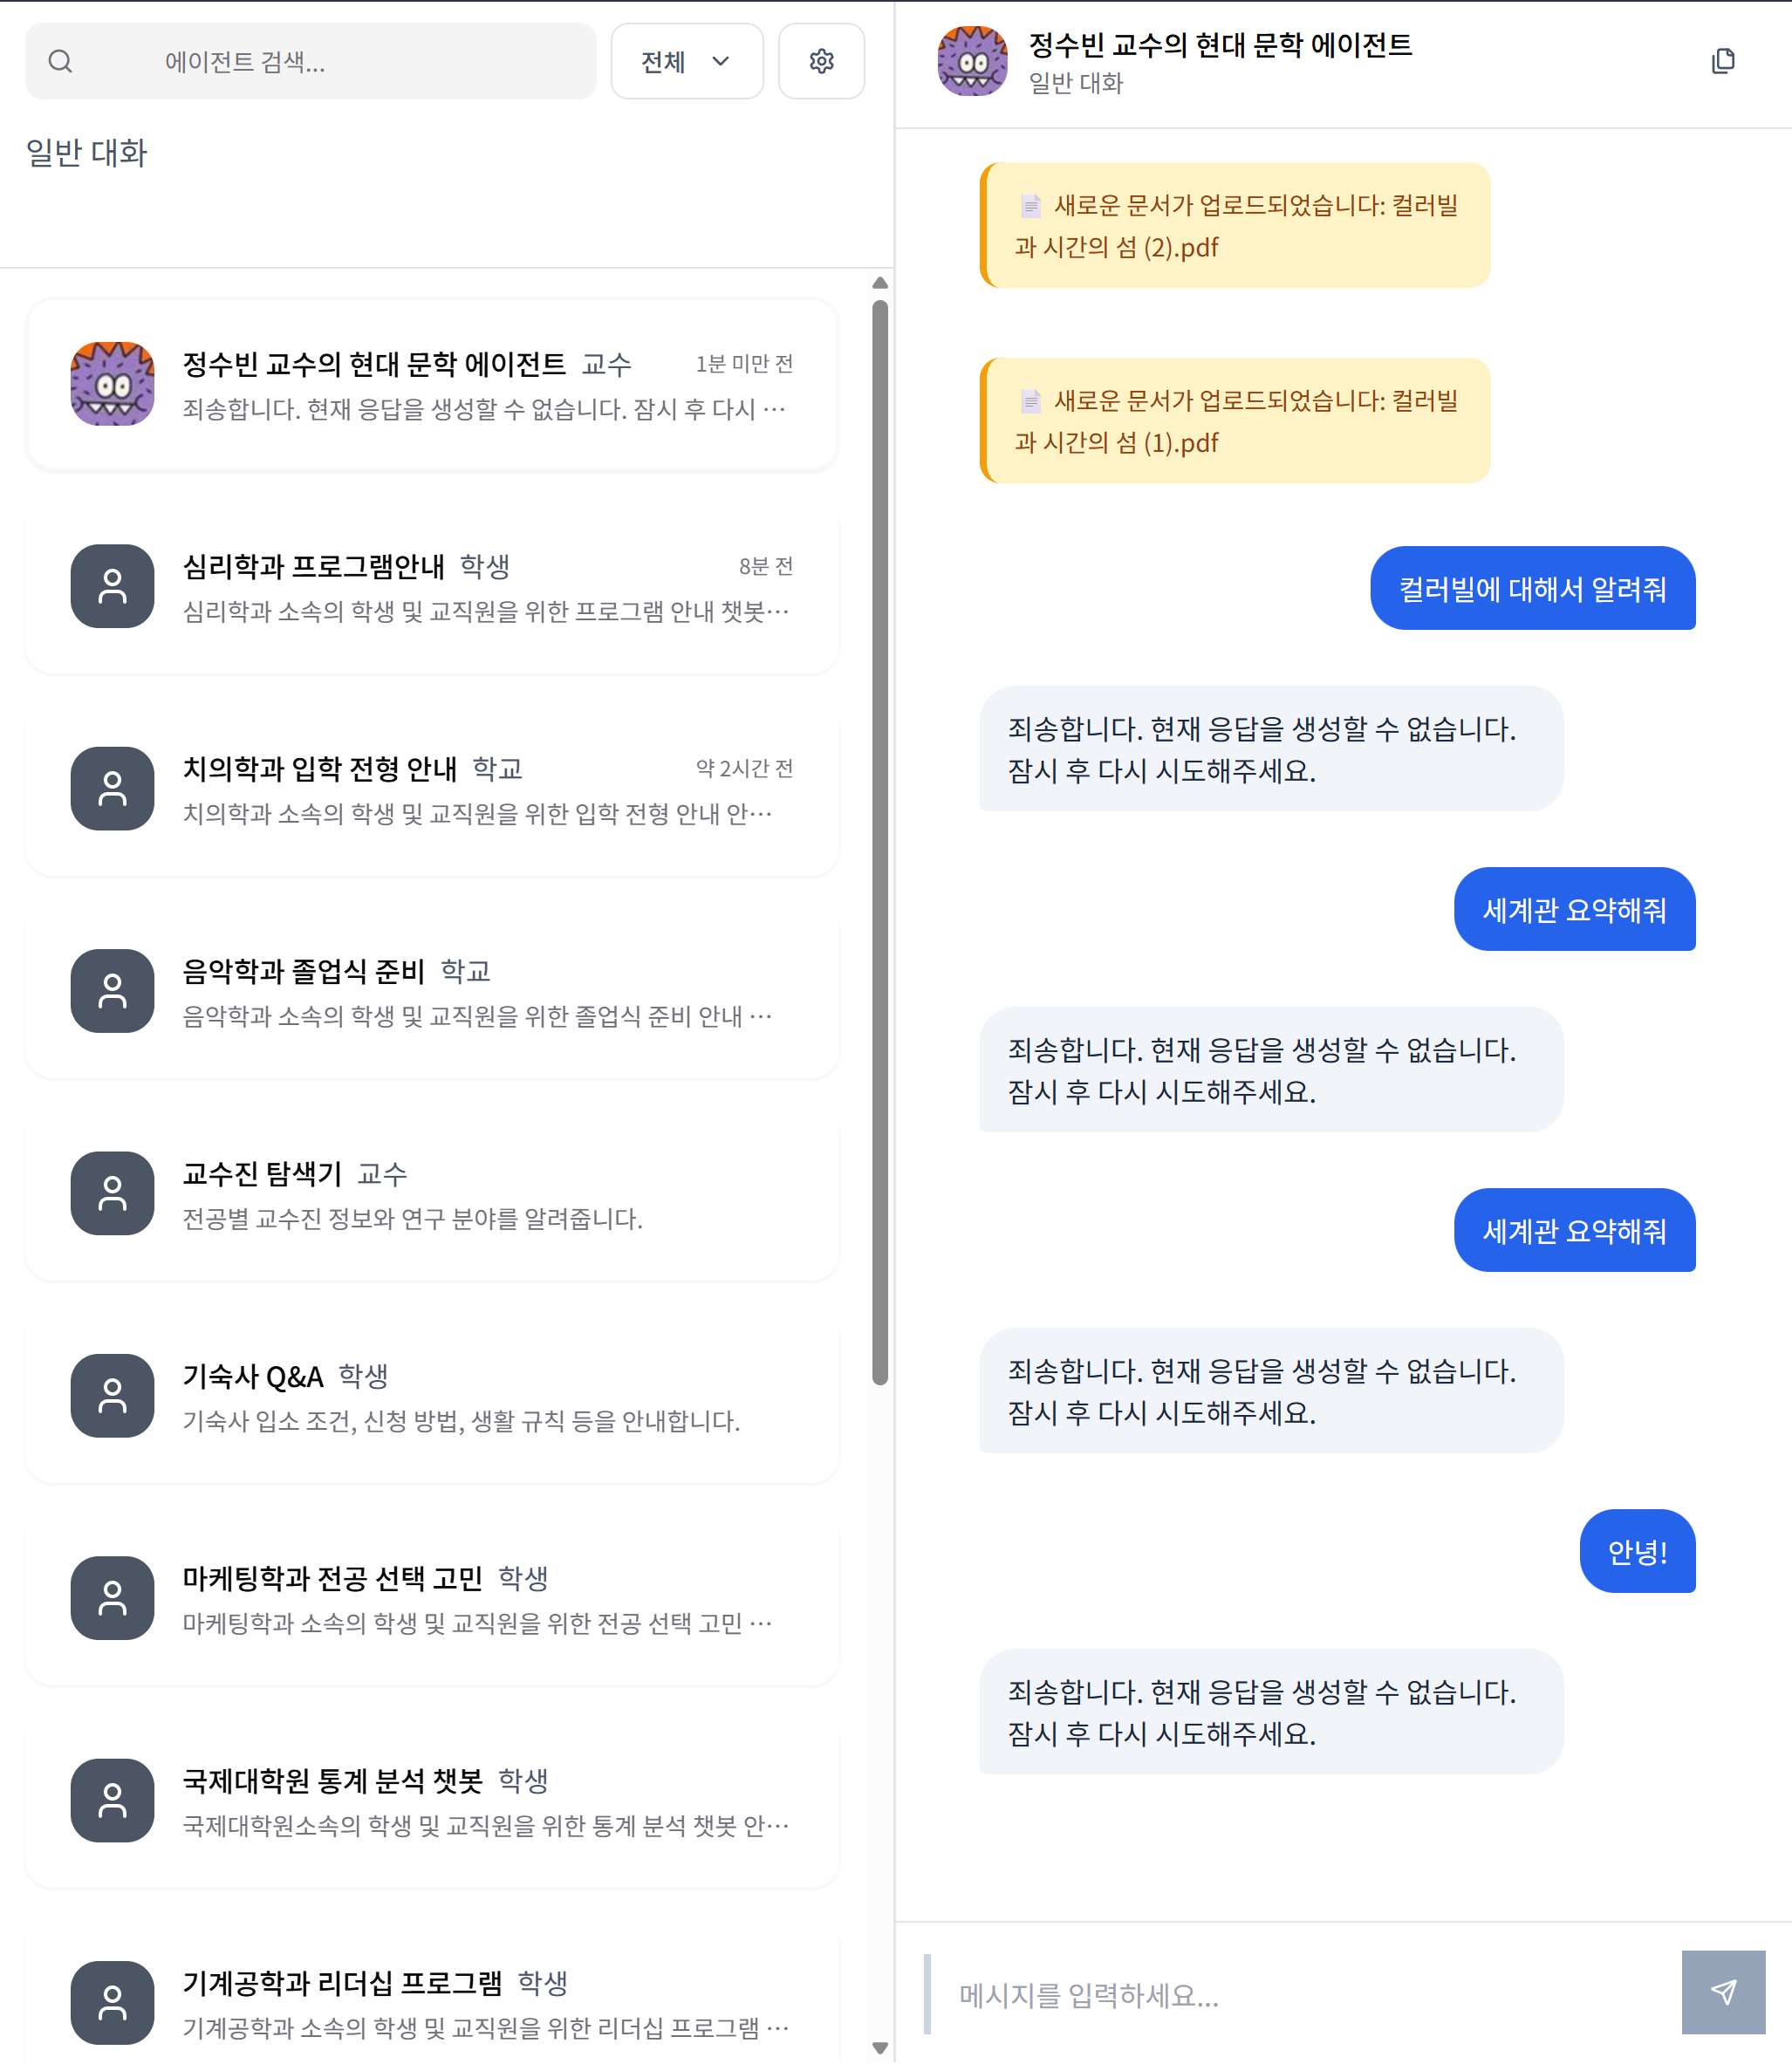 에이전트 검색...
전체
일반 대화
정수빈 교수의 현대 문학 에이전트 교수 1분 미만 전
죄송합니다. 현재 응답을 생성할 수 없습니다. 잠시 후 다시 ···
심리학과 프로그램안내 학생 8분 전
심리학과 소속의 학생 및 교직원을 위한 프로그램 안내 챗봇···
치의학과 입학 전형 안내 학교 약 2시간 전
치의학과 소속의 학생 및 교직원을 위한 입학 전형 안내 안···
음악학과 졸업식 준비 학교
음악학과 소속의 학생 및 교직원을 위한 졸업식 준비 안내 ···
교수진 탐색기 교수
전공별 교수진 정보와 연구 분야를 알려줍니다.
기숙사 Q&A 학생
기숙사 입소 조건, 신청 방법, 생활 규칙 등을 안내합니다.
마케팅학과 전공 선택 고민 학생
마케팅학과 소속의 학생 및 교직원을 위한 전공 선택 고민 ···
국제대학원 통계 분석 챗봇 학생
국제대학원소속의 학생 및 교직원을 위한 통계 분석 챗봇 안···
기계공학과 리더십 프로그램 학생
기계공학과 소속의 학생 및 교직원을 위한 리더십 프로그램 ···
정수빈 교수의 현대 문학 에이전트
일반 대화
새로운 문서가 업로드되었습니다: 컬러빌
과 시간의 섬 (2).pdf
새로운 문서가 업로드되었습니다: 컬러빌
과 시간의 섬 (1).pdf
컬러빌에 대해서 알려줘
죄송합니다. 현재 응답을 생성할 수 없습니다.
잠시 후 다시 시도해주세요.
세계관 요약해줘
죄송합니다. 현재 응답을 생성할 수 없습니다.
잠시 후 다시 시도해주세요.
세계관 요약해줘
죄송합니다. 현재 응답을 생성할 수 없습니다.
잠시 후 다시 시도해주세요.
안녕!
죄송합니다. 현재 응답을 생성할 수 없습니다.
잠시 후 다시 시도해주세요.
메시지를 입력하세요...